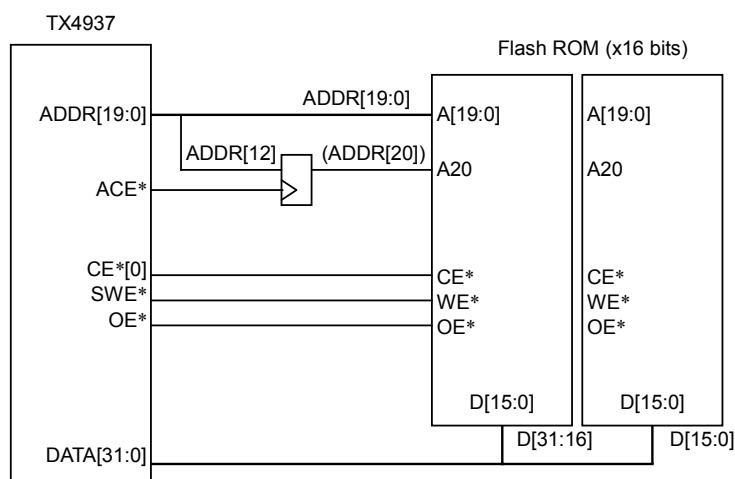 TX4937
Flash ROM (x16 bits)
ADDR[19:0]
ADDR[19:0]
A[19:0]
A[19:0]
ADDR[12]
(ADDR[20])
A20
A20
ACE*
CE*[0]
CE*
CE*
SWE*
WE*
WE*
OE*
OE*
OE*
D[15:0]
D[15:0]
D[31:16]
D[15:0]
DATA[31:0]